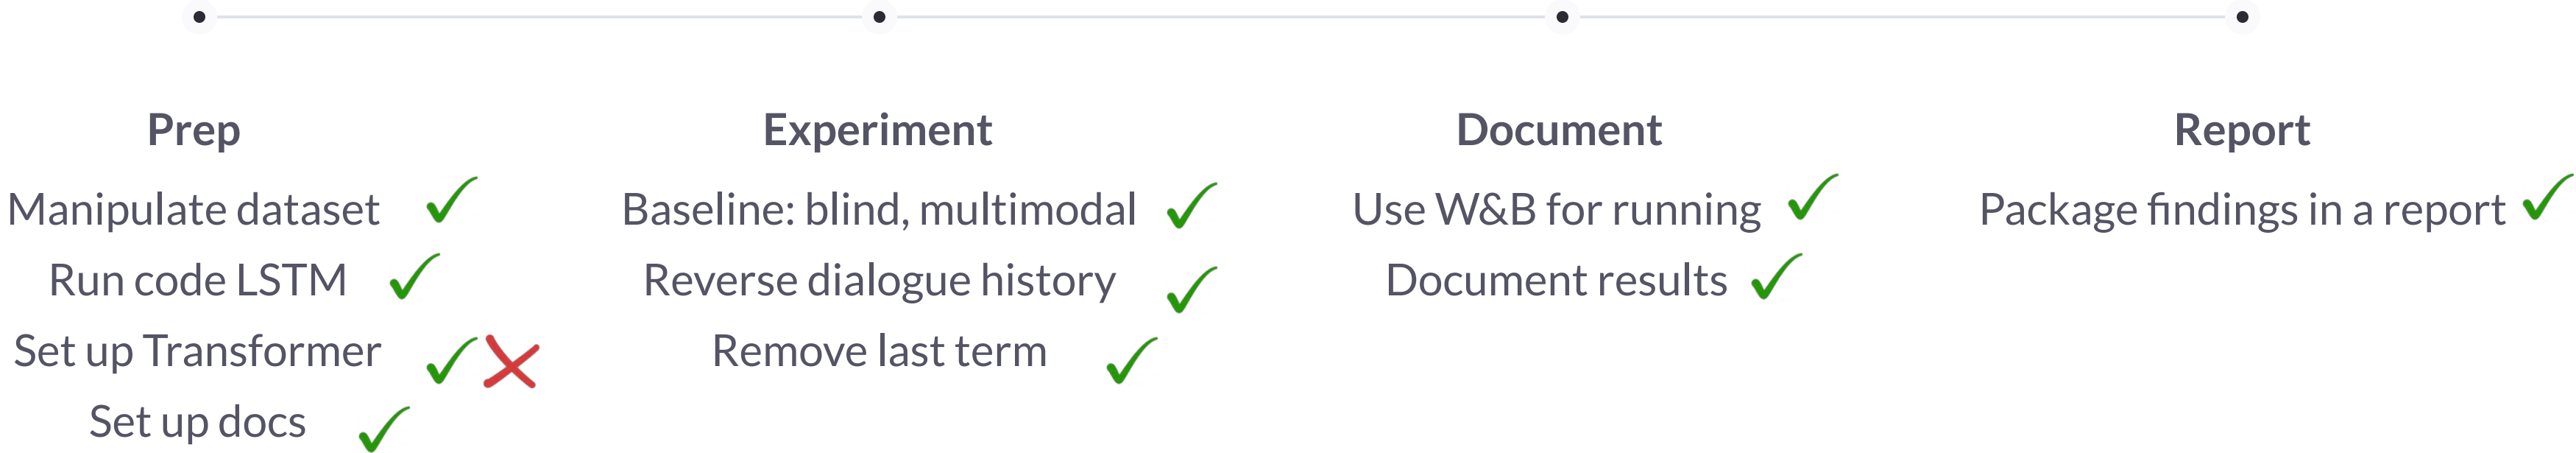 Prep
Manipulate dataset
Run code LSTM
Set up Transformer
Set up docs
Experiment
Baseline: blind, multimodal
Reverse dialogue history
Remove last term
Document
Use W&B for running
Document results
Report
Package findings in a report